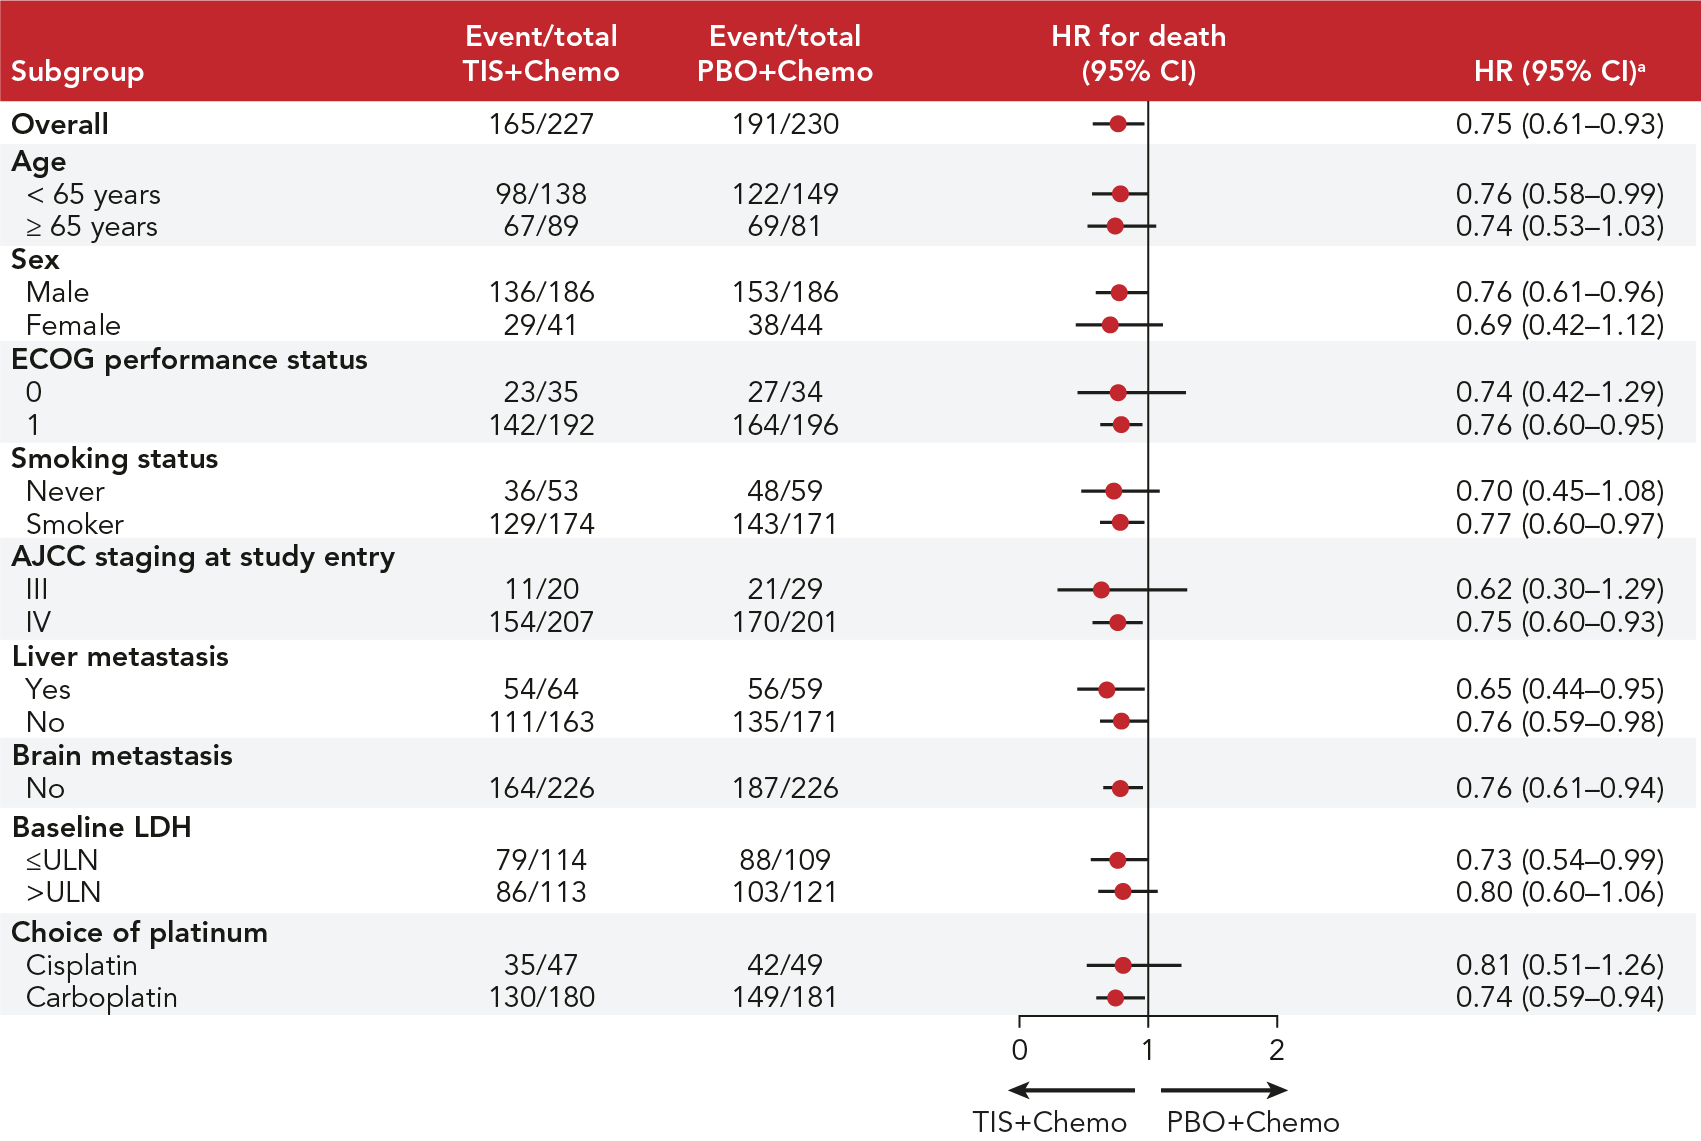 Subgroup Event/total TIS+Chemo Event/total PBO+Chemo HR for death (95% CI) HR (95% CI)ᵃ
Overall 165/227 191/230 0.75 (0.61–0.93)
Age
< 65 years 98/138 122/149 0.76 (0.58–0.99)
≥ 65 years 67/89 69/81 0.74 (0.53–1.03)
Sex
Male 136/186 153/186 0.76 (0.61–0.96)
Female 29/41 38/44 0.69 (0.42–1.12)
ECOG performance status
0 23/35 27/34 0.74 (0.42–1.29)
1 142/192 164/196 0.76 (0.60–0.95)
Smoking status
Never 36/53 48/59 0.70 (0.45–1.08)
Smoker 129/174 143/171 0.77 (0.60–0.97)
AJCC staging at study entry
III 11/20 21/29 0.62 (0.30–1.29)
IV 154/207 170/201 0.75 (0.60–0.93)
Liver metastasis
Yes 54/64 56/59 0.65 (0.44–0.95)
No 111/163 135/171 0.76 (0.59–0.98)
Brain metastasis
No 164/226 187/226 0.76 (0.61–0.94)
Baseline LDH
≤ULN 79/114 88/109 0.73 (0.54–0.99)
>ULN 86/113 103/121 0.80 (0.60–1.06)
Choice of platinum
Cisplatin 35/47 42/49 0.81 (0.51–1.26)
Carboplatin 130/180 149/181 0.74 (0.59–0.94)
0 1 2
TIS+Chemo PBO+Chemo